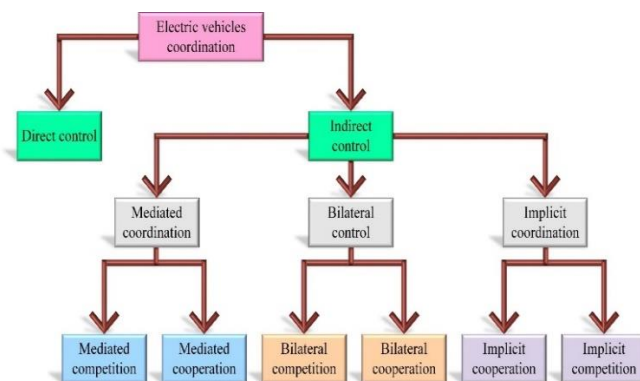 Electric vehicles
coordination
Direct control
Indirect
control
Mediated
coordination
Bilateral
control
Implicit
coordination
Mediated
competition
Mediated
cooperation
Bilateral
competition
Bilateral
cooperation
Implicit
cooperation
Implicit
competition